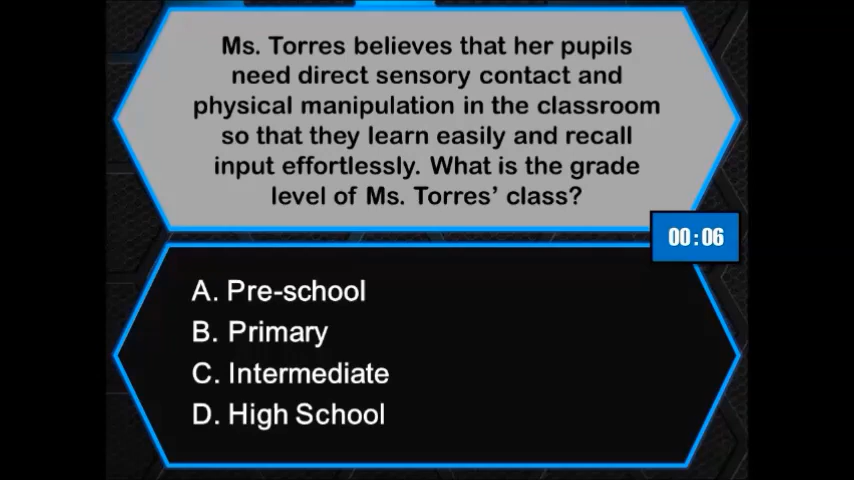 Ms. Torres believes that her pupils
need direct sensory contact and
physical manipulation in the classroom
so that they learn easily and recall
input effortlessly. What is the grade
level of Ms. Torres’ class?
00:06
A. Pre-school
B. Primary
C. Intermediate
D. High School